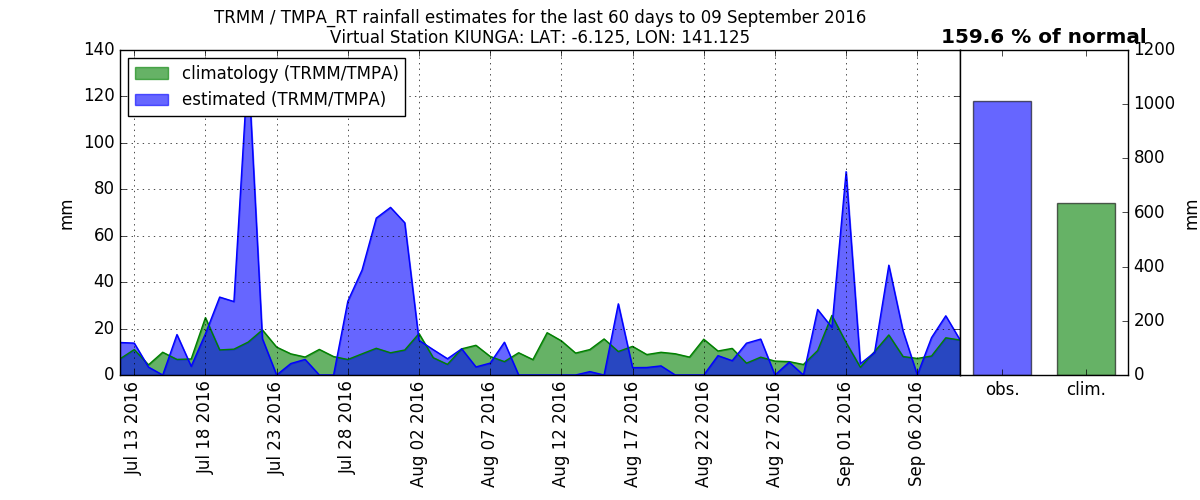 TRMM / TMPA_RT rainfall estimates for the last 60 days to 09 September 2016
Virtual Station KIUNGA: LAT: -6.125, LON: 141.125
159.6 % of normal
climatology (TRMM/TMPA)
estimated (TRMM/TMPA)
mm
140
120
100
80
60
40
20
0
Jul 13 2016
Jul 18 2016
Jul 23 2016
Jul 28 2016
Aug 02 2016
Aug 07 2016
Aug 12 2016
Aug 17 2016
Aug 22 2016
Aug 27 2016
Sep 01 2016
Sep 06 2016
obs.
clim.
1200
1000
800
600
400
200
0
mm